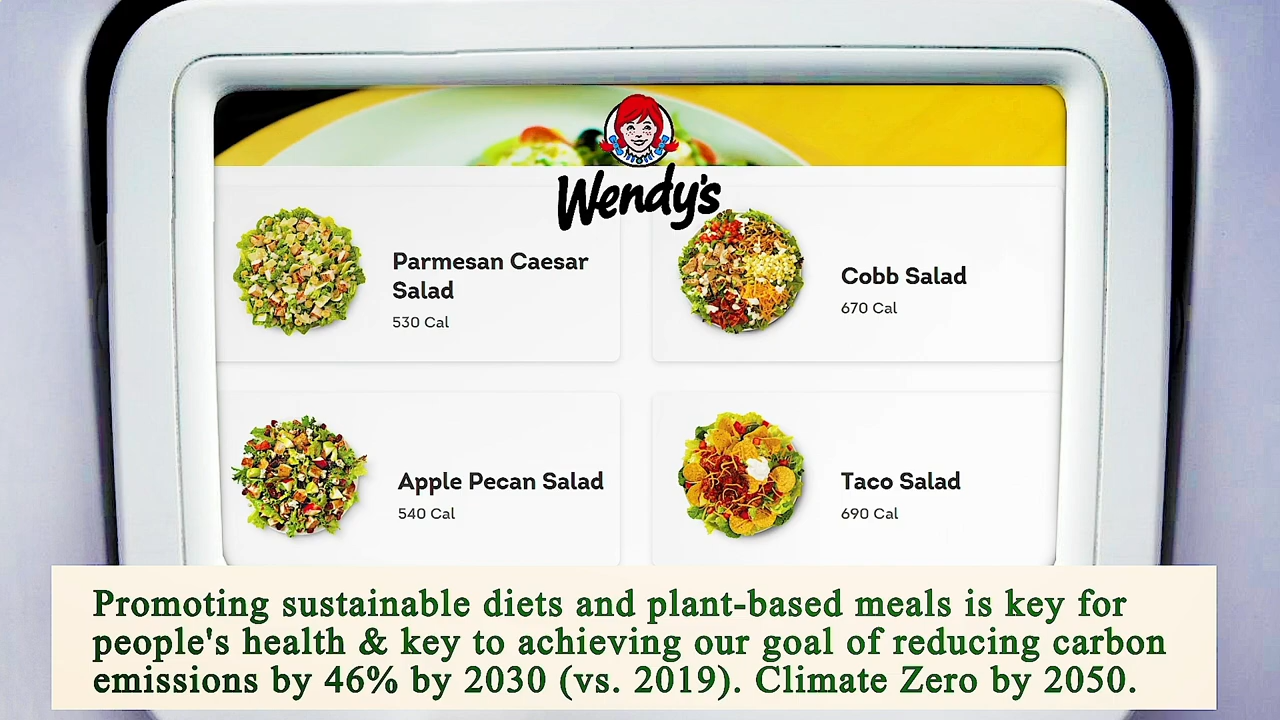 Wendy's
Parmesan Caesar
Salad
530 Cal
Cobb Salad
670 Cal
Apple Pecan Salad
540 Cal
Taco Salad
690 Cal
Promoting sustainable diets and plant-based meals is key for
people's health & key to achieving our goal of reducing carbon
emissions by 46% by 2030 (vs. 2019). Climate Zero by 2050.